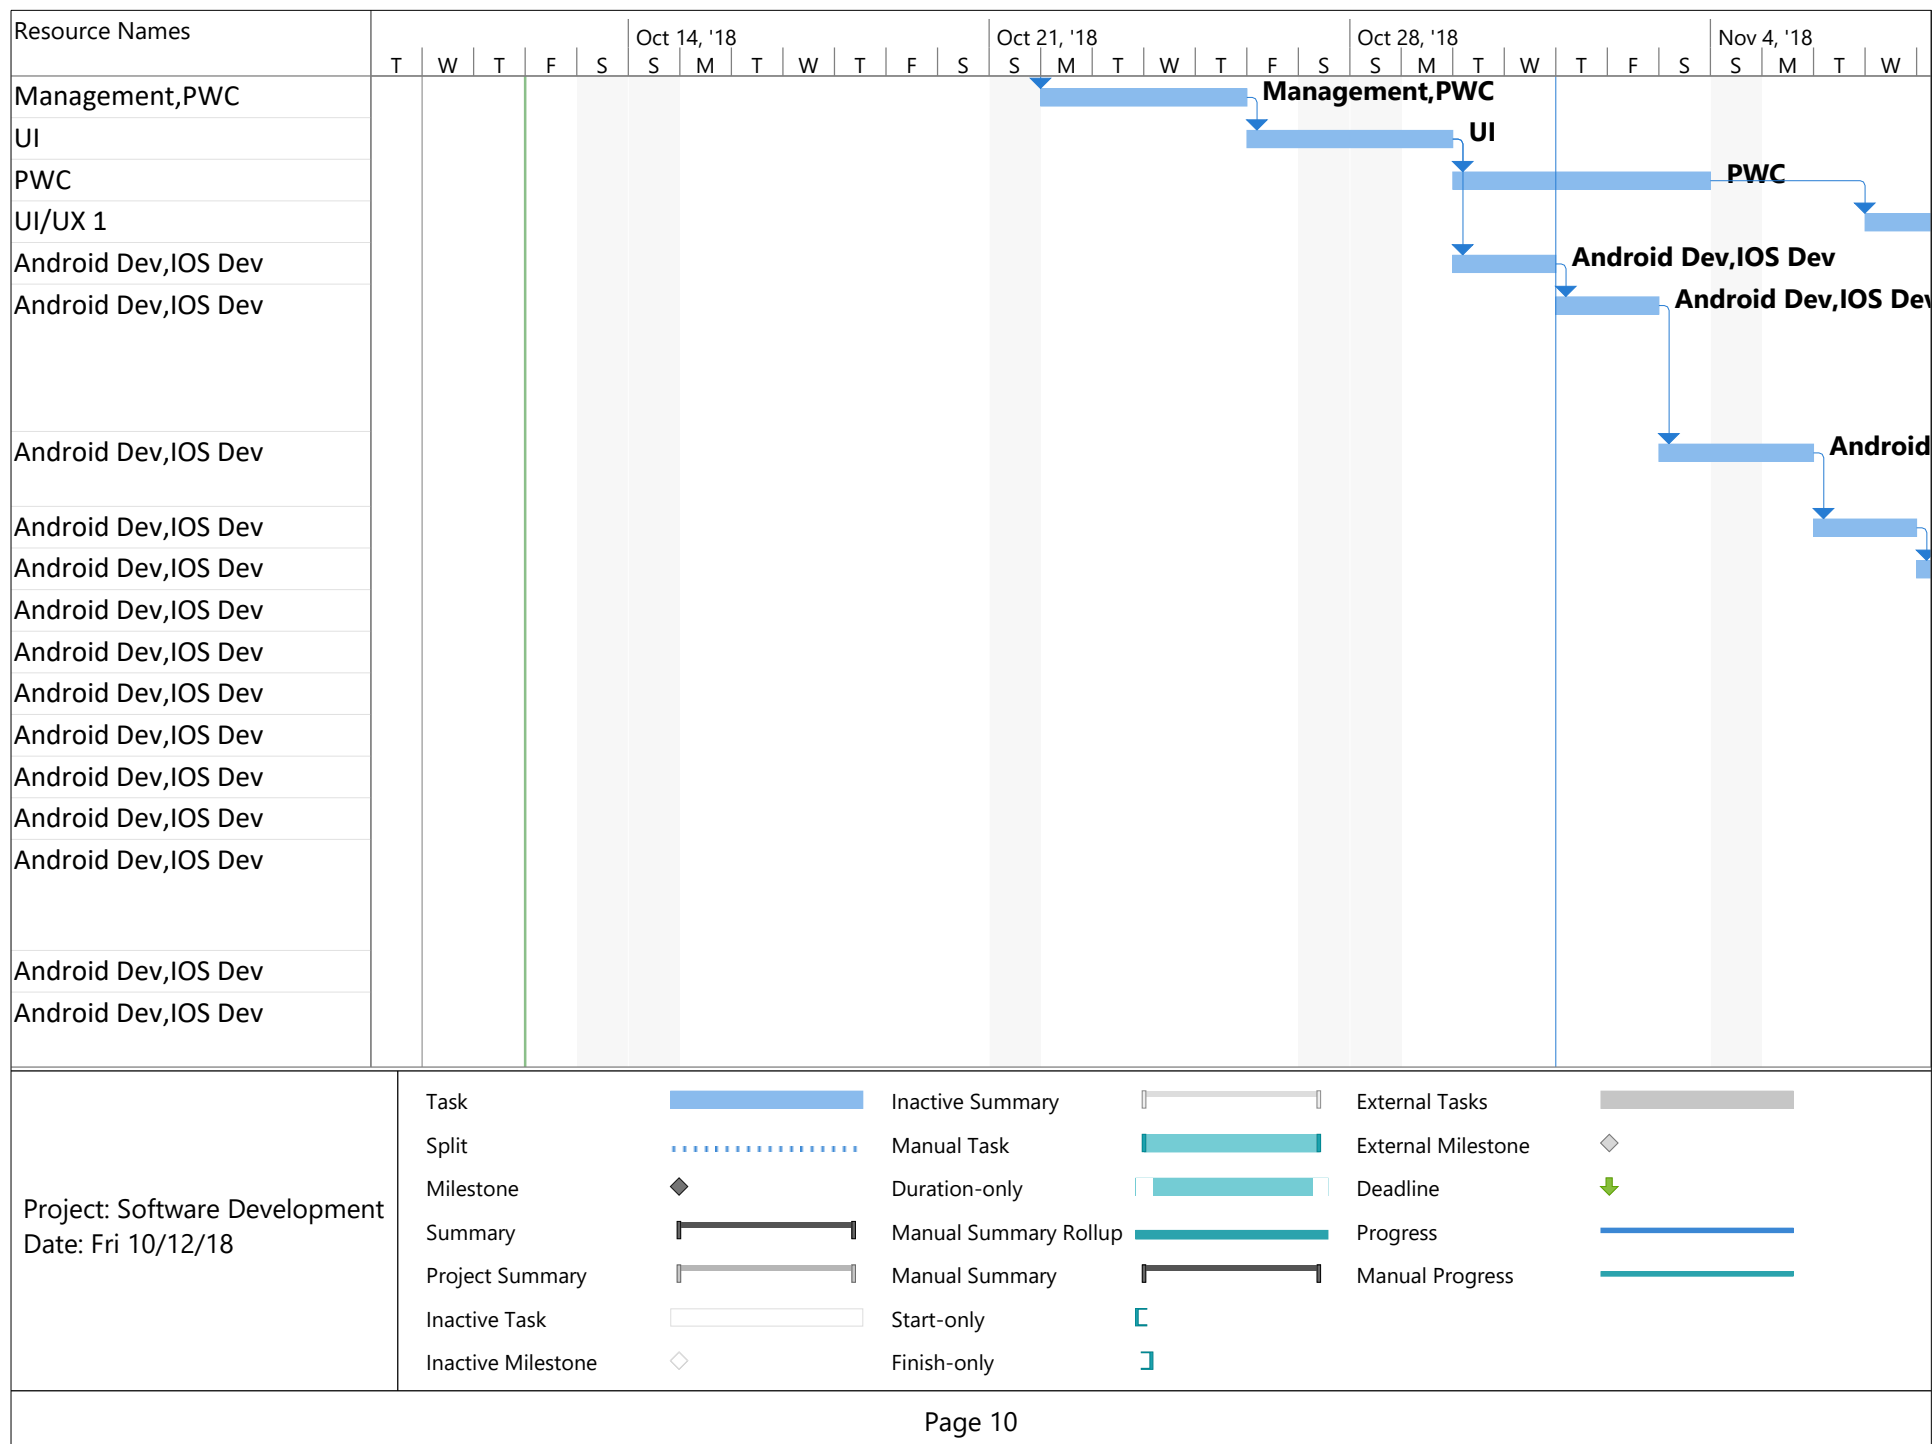 Resource Names
Oct 14, '18 Oct 21, '18 Oct 28, '18 Nov 4, '18
T W T F S S M T W T F S S M T W T F S S M T W T F S S M T W
Management,PWC Management,PWC
UI UI
PWC PWC
UI/UX 1
Android Dev,IOS Dev Android Dev,IOS Dev
Android Dev,IOS Dev Android Dev,IOS Dev
Android Dev,IOS Dev Android
Android Dev,IOS Dev
Android Dev,IOS Dev
Android Dev,IOS Dev
Android Dev,IOS Dev
Android Dev,IOS Dev
Android Dev,IOS Dev
Android Dev,IOS Dev
Android Dev,IOS Dev
Android Dev,IOS Dev
Android Dev,IOS Dev
Android Dev,IOS Dev
Project: Software Development
Date: Fri 10/12/18
Task
Split
Milestone
Summary
Project Summary
Inactive Task
Inactive Milestone
Inactive Summary
Manual Task
Duration-only
Manual Summary Rollup
Manual Summary
Start-only
Finish-only
External Tasks
External Milestone
Deadline
Progress
Manual Progress
Page 10